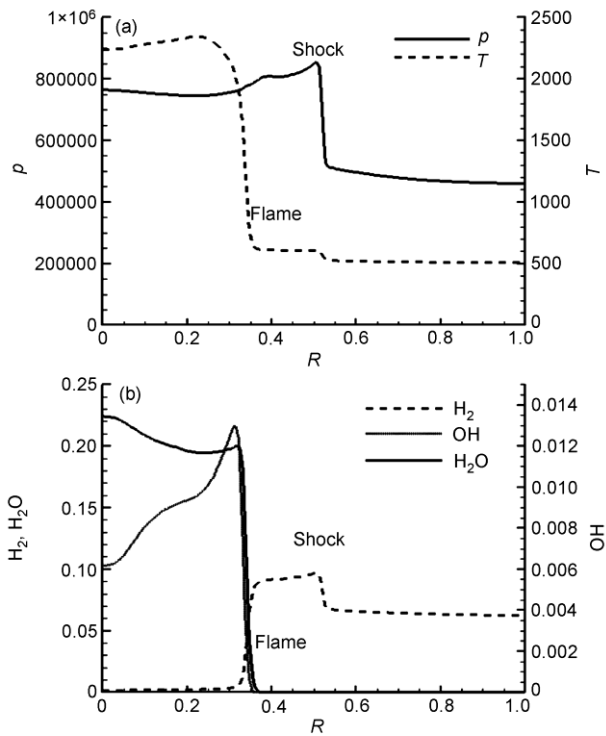 (a)
1×10⁶
800000
600000
400000
200000
0
p
2500
2000
1500
1000
500
0
T
Shock
Flame
p
T
0 0.2 0.4 0.6 0.8 1.0
R
(b)
0.25
0.20
0.15
0.10
0.05
0
H₂, H₂O
0.014
0.012
0.010
0.008
0.006
0.004
0.002
0
OH
H₂
OH
H₂O
Shock
Flame
0 0.2 0.4 0.6 0.8 1.0
R